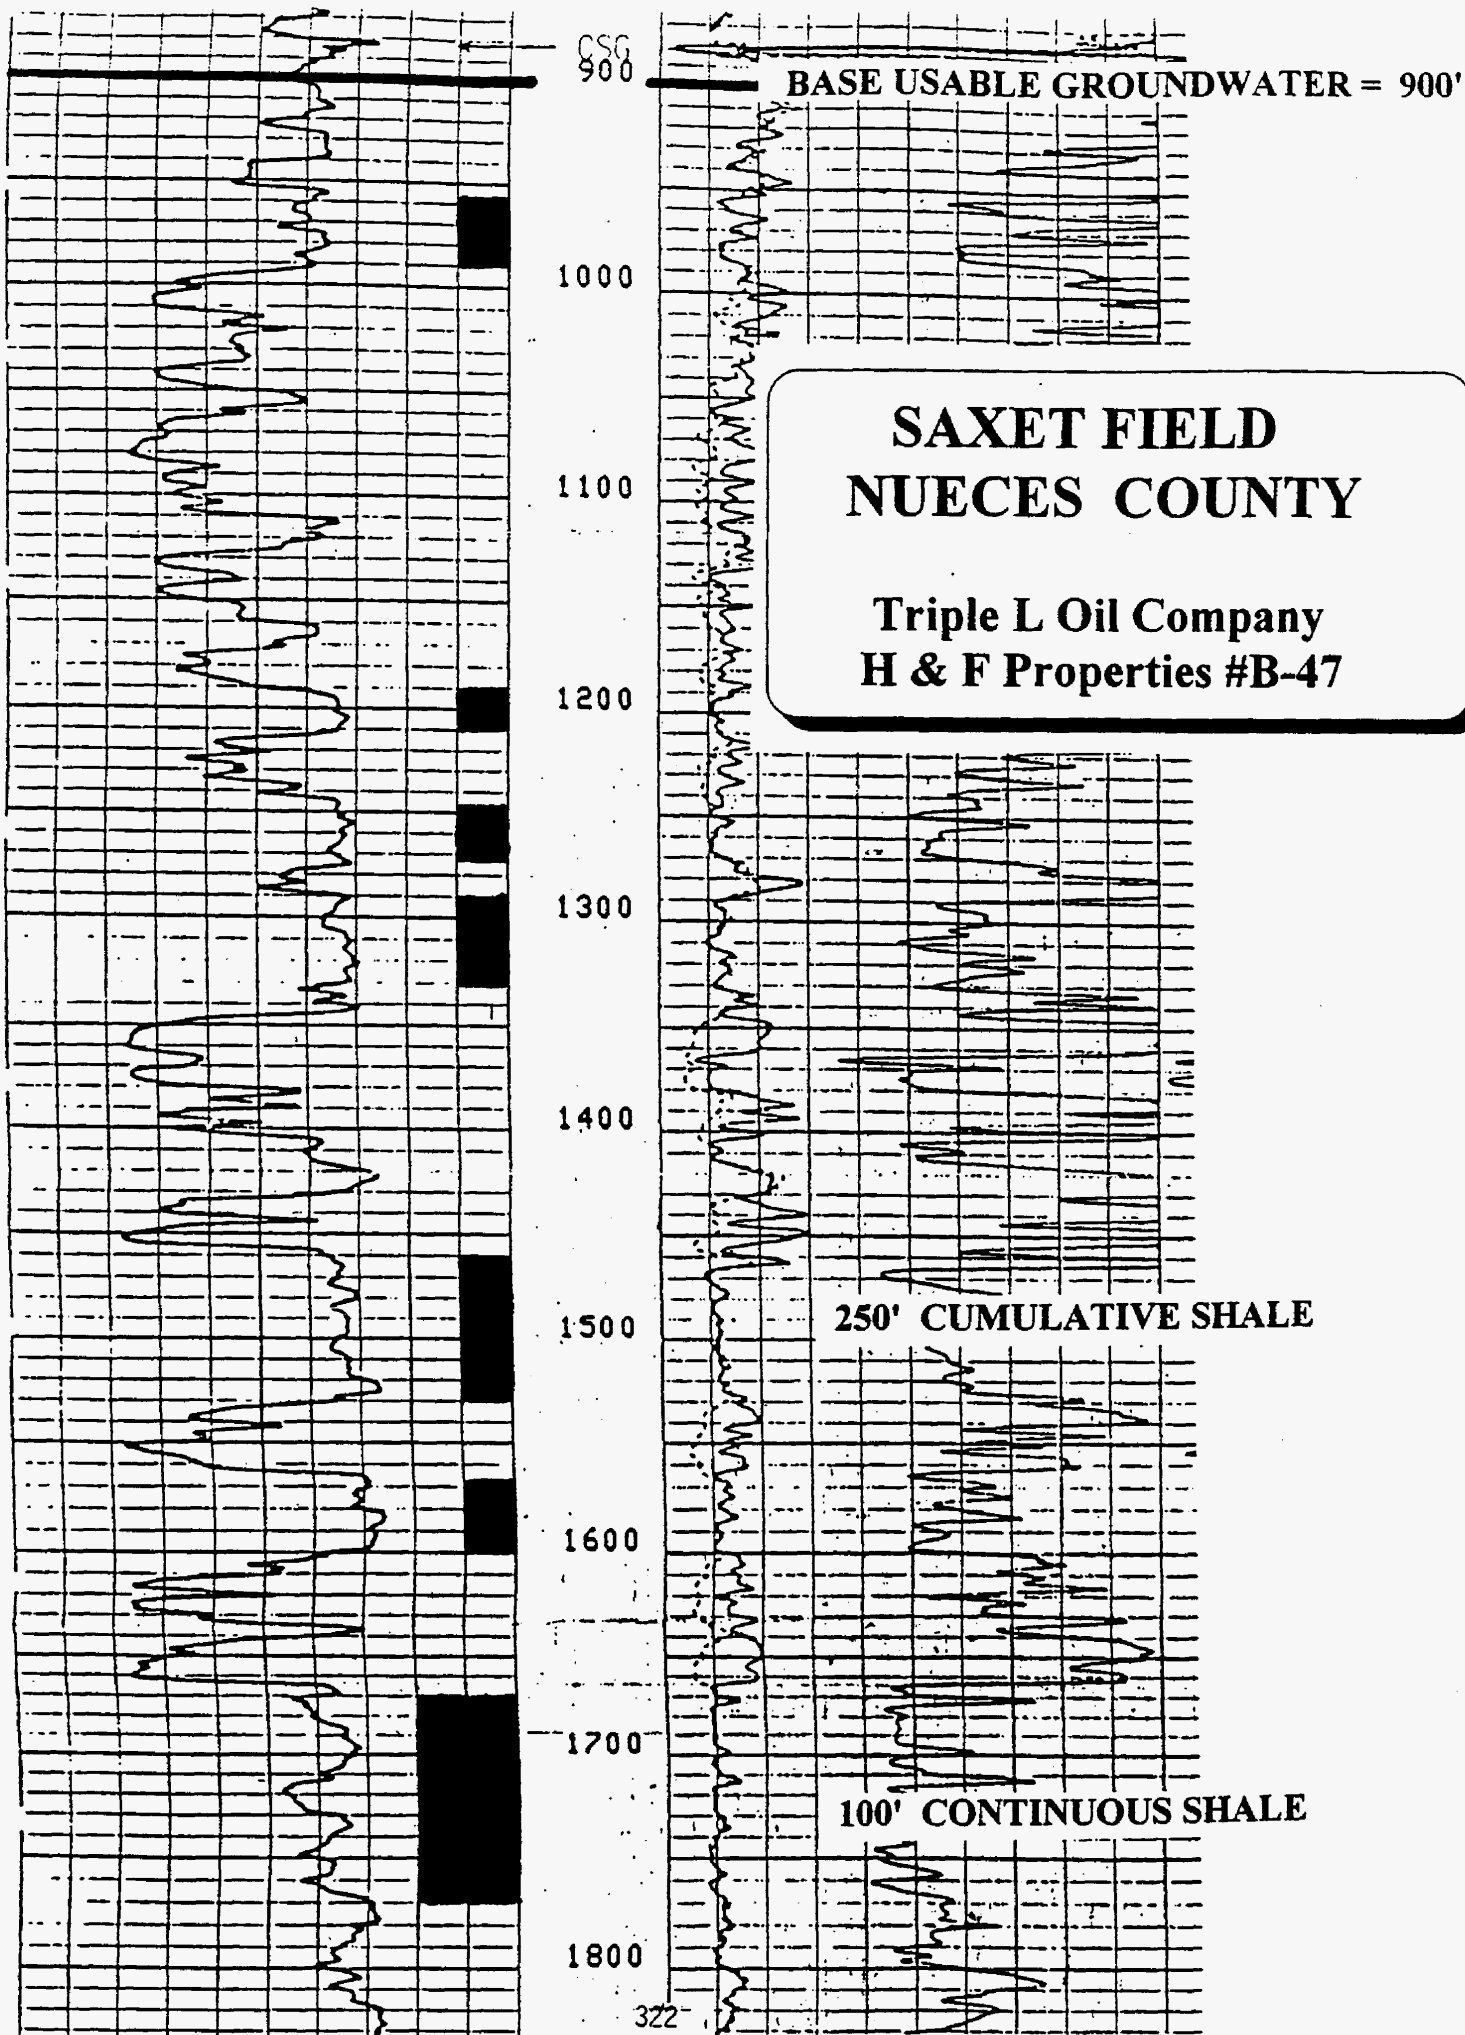 CSG
900
BASE USABLE GROUNDWATER = 900'
1000
SAXET FIELD
NUECES COUNTY
Triple L Oil Company
H & F Properties #B-47
1100
1200
1300
1400
250' CUMULATIVE SHALE
1500
1600
1700
100' CONTINUOUS SHALE
1800
322